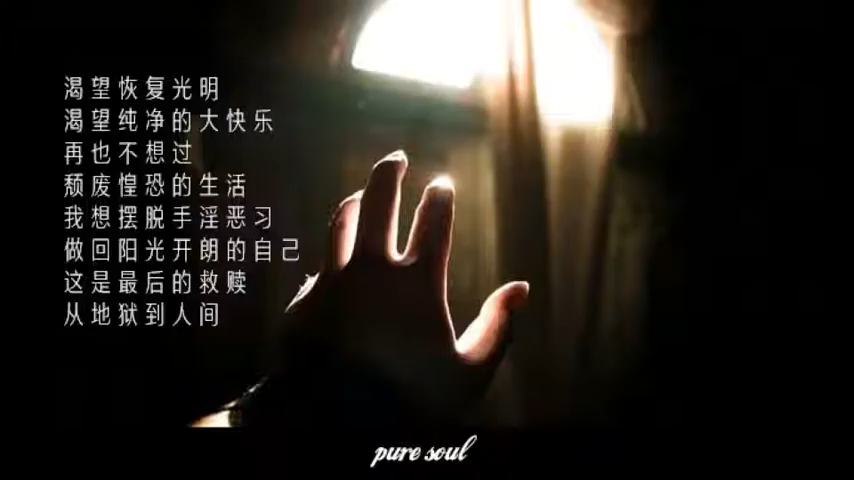 渴望恢复光明
渴望纯净的大快乐
再也不想过
颓废惶恐的生活
我想摆脱手淫恶习
做回阳光开朗的自己
这是最后的救赎
从地狱到人间
pure soul